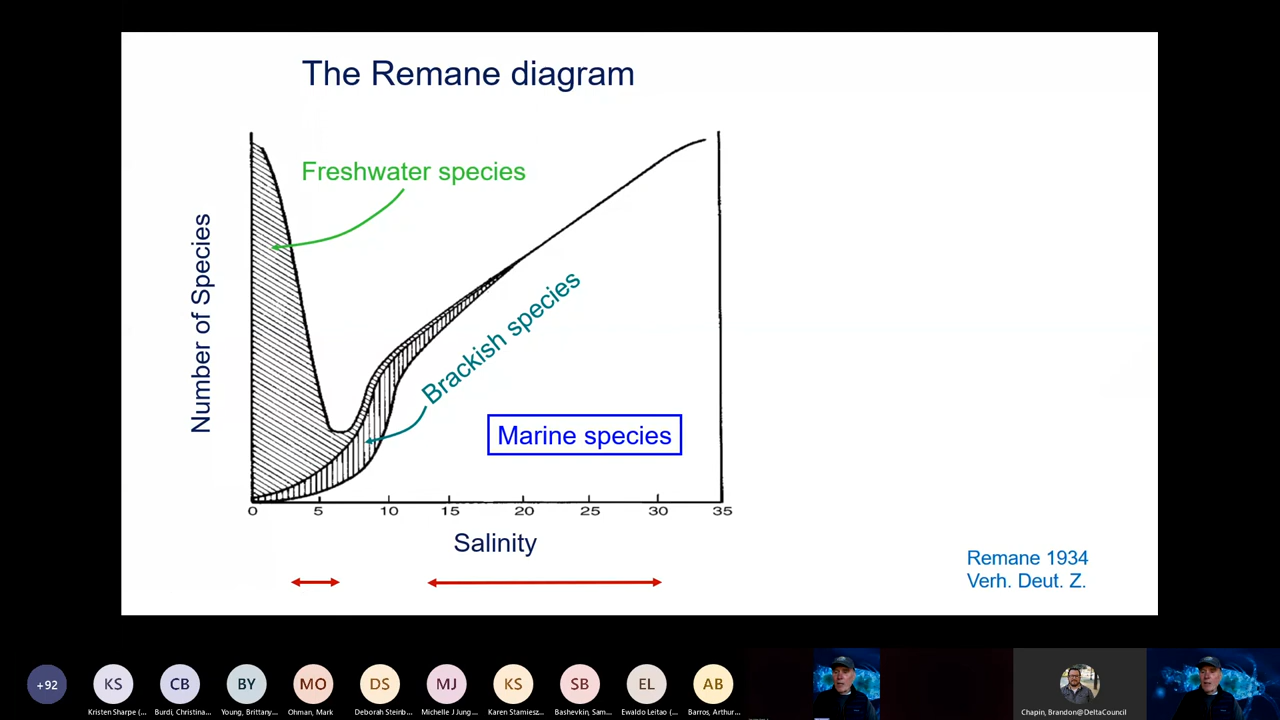 The Remane diagram
Freshwater species
Number of Species
Brackish species
Marine species
0 5 10 15 20 25 30 35
Salinity
Remane 1934
Verh. Deut. Z.
+92
KS
CB
BY
MO
DS
MJ
KS
SB
EL
AB
Kristen Sharpe (...
Burdi, Christina...
Young, Brittany...
Ohman, Mark
Deborah Steinb...
Michelle J Jung...
Karen Stamiesz...
Bashevkin, Sam...
Ewaldo Leitao (...
Barros, Arthur...
Chapin, Brandon@DeltaCouncil